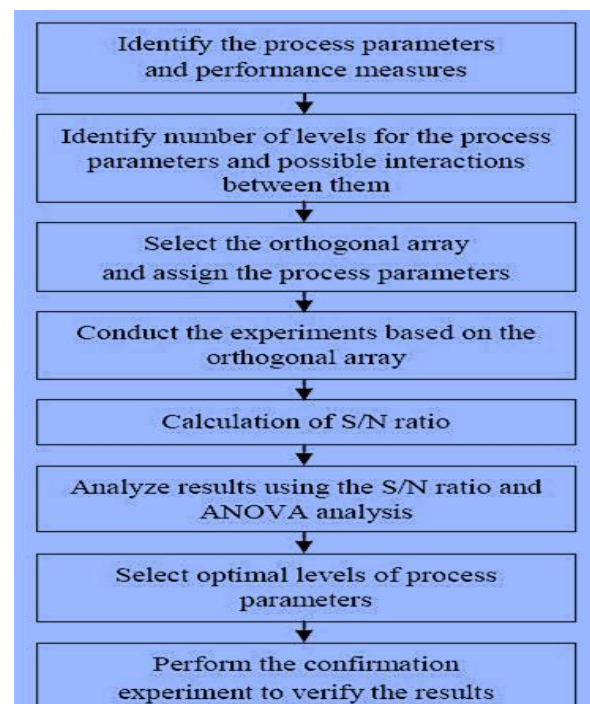 Identify the process parameters
and performance measures
Identify number of levels for the process
parameters and possible interactions
between them
Select the orthogonal array
and assign the process parameters
Conduct the experiments based on the
orthogonal array
Calculation of S/N ratio
Analyze results using the S/N ratio and
ANOVA analysis
Select optimal levels of process
parameters
Perform the confirmation
experiment to verify the results